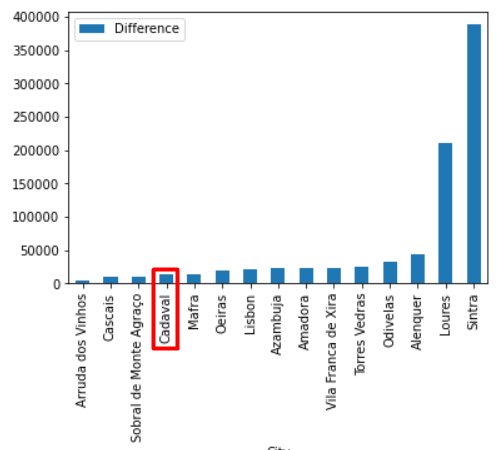 400000
350000
300000
250000
200000
150000
100000
50000
0
Difference
Arruda dos Vinhos
Cascais
Sobral de Monte Agraço
Cadaval
Mafra
Oeiras
Lisbon
Azambuja
Amadora
Vila Franca de Xira
Torres Vedras
Odivelas
Alenquer
Loures
Sintra